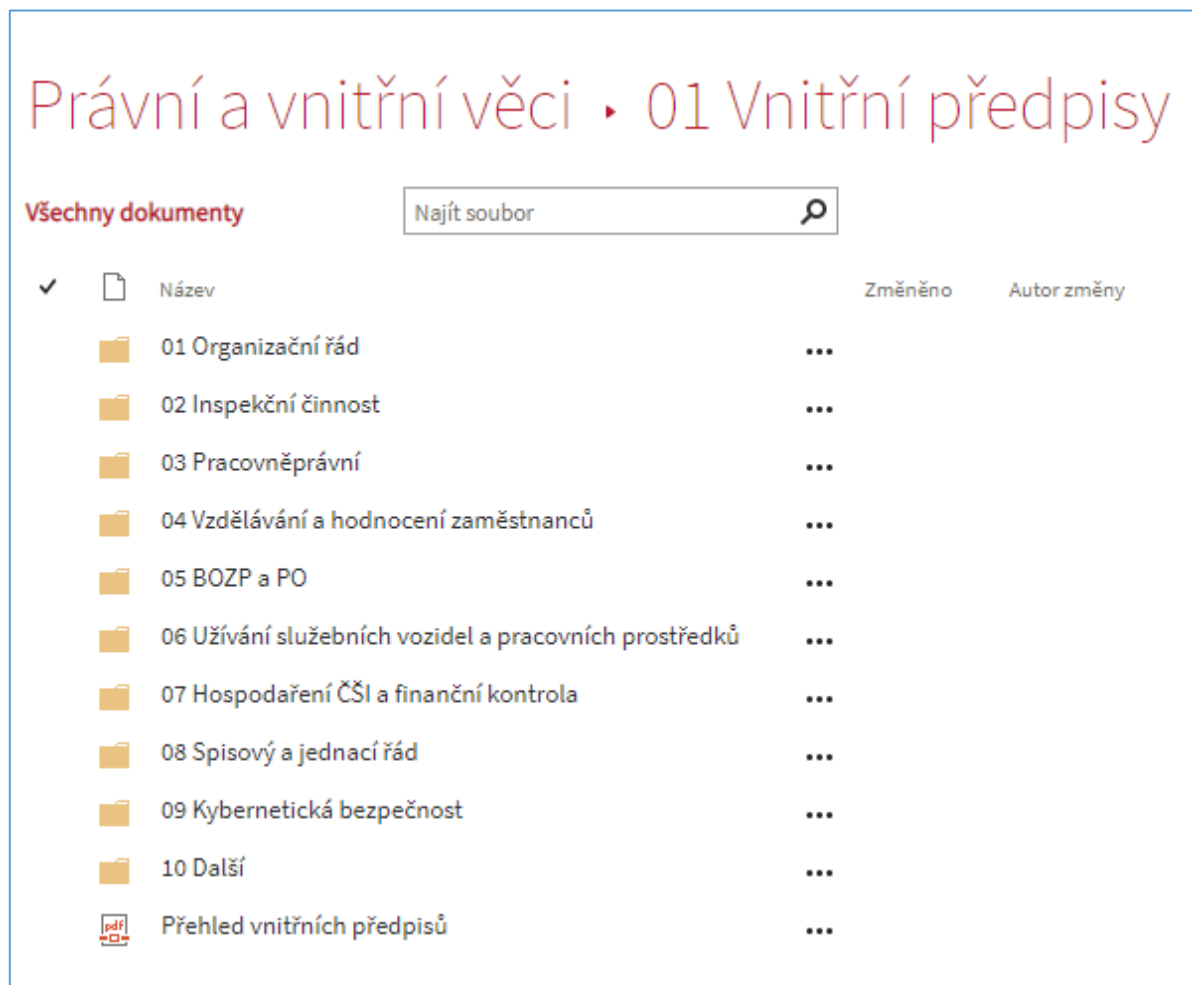 Právní a vnitřní věci ▸ 01 Vnitřní předpisy
Všechny dokumenty
Najít soubor
Název Změněno Autor změny
01 Organizační řád
02 Inspekční činnost
03 Pracovněprávní
04 Vzdělávání a hodnocení zaměstnanců
05 BOZP a PO
06 Užívání služebních vozidel a pracovních prostředků
07 Hospodaření ČŠI a finanční kontrola
08 Spisový a jednací řád
09 Kybernetická bezpečnost
10 Další
pdf Přehled vnitřních předpisů